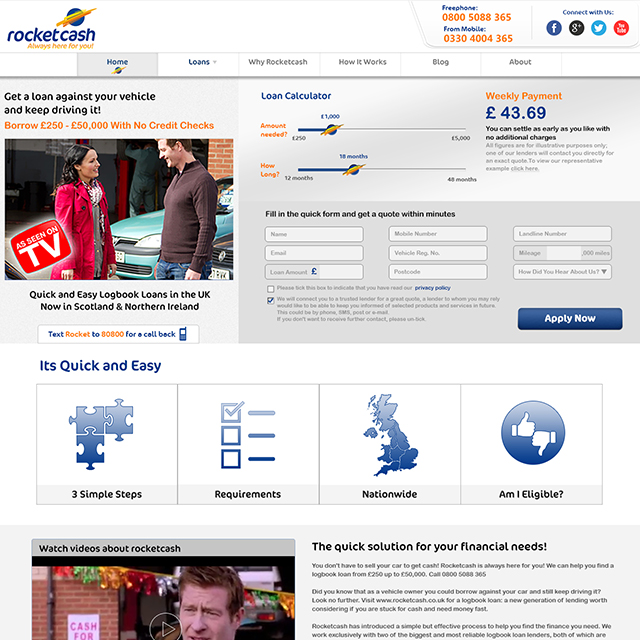 rocketcash
Always here for you!
Freephone:
0800 5088 365
From Mobile:
0330 4004 365
Connect with Us:
Home
Loans
Why Rocketcash
How It Works
Blog
About
Get a loan against your vehicle
and keep driving it!
Borrow £250 - £50,000 With No Credit Checks
AS SEEN ON
TV
Quick and Easy Logbook Loans in the UK
Now in Scotland & Northern Ireland
Text Rocket to 80800 for a call back
Loan Calculator
£1,000
Amount
needed?
£250
£5,000
18 months
How
Long?
12 months
48 months
Weekly Payment
£ 43.69
You can settle as early as you like with
no additional charges
All figures are for illustrative purposes only;
one of our lenders will contact you directly for
an exact quote.To view our representative
example click here.
Fill in the quick form and get a quote within minutes
Name
Mobile Number
Landline Number
Email
Vehicle Reg. No.
Mileage ,000 miles
Loan Amount £
Postcode
How Did You Hear About Us?
Please tick this box to indicate that you have read our privacy policy
We will connect you to a trusted lender for a great quote, a lender to whom you may rely
would like to be able to keep you informed of selected products and services in future.
This could be by phone, SMS, post or e-mail.
If you don't want to receive further contact, please un-tick.
Apply Now
Its Quick and Easy
3 Simple Steps
Requirements
Nationwide
Am I Eligible?
Watch videos about rocketcash
CASH
FOR
The quick solution for your financial needs!
You don't have to sell your car to get cash! Rocketcash is always here for you! We can help you find a
logbook loan from £250 up to £50,000. Call 0800 5088 365
Did you know that as a vehicle owner you could borrow against your car and still keep driving it?
Look no further. Visit www.rocketcash.co.uk for a logbook loan: a new generation of lending worth
considering if you are stuck for cash and need money fast.
Rocketcash has introduced a simple but effective process to help you find the finance you need. We
work exclusively with two of the biggest and most reliable logbook loan lenders, both of which are